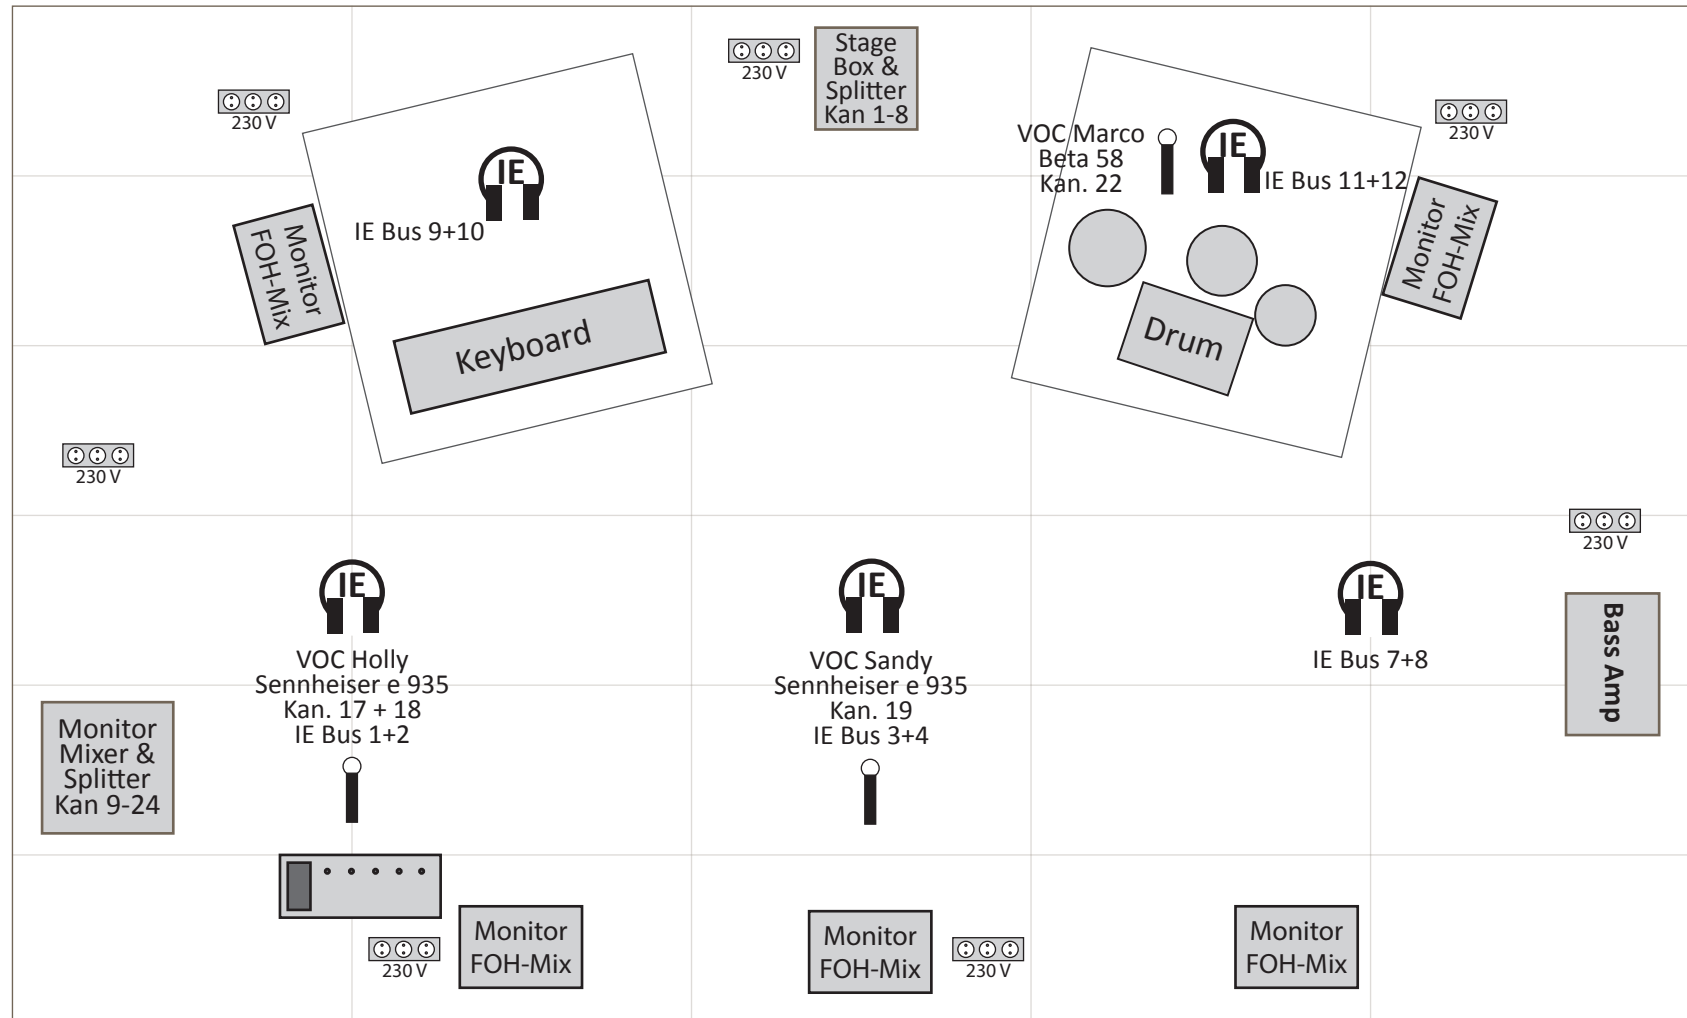 230 V
Stage
Box &
Splitter
Kan 1-8
230 V
230 V
VOC Marco
Beta 58
Kan. 22
IE
IE Bus 11+12
IE
IE Bus 9+10
Monitor
FOH-Mix
Monitor
FOH-Mix
Keyboard
Drum
230 V
230 V
IE
VOC Holly
Sennheiser e 935
Kan. 17 + 18
IE Bus 1+2
IE
VOC Sandy
Sennheiser e 935
Kan. 19
IE Bus 3+4
IE
IE Bus 7+8
Bass Amp
Monitor
Mixer &
Splitter
Kan 9-24
230 V
Monitor
FOH-Mix
Monitor
FOH-Mix
230 V
Monitor
FOH-Mix